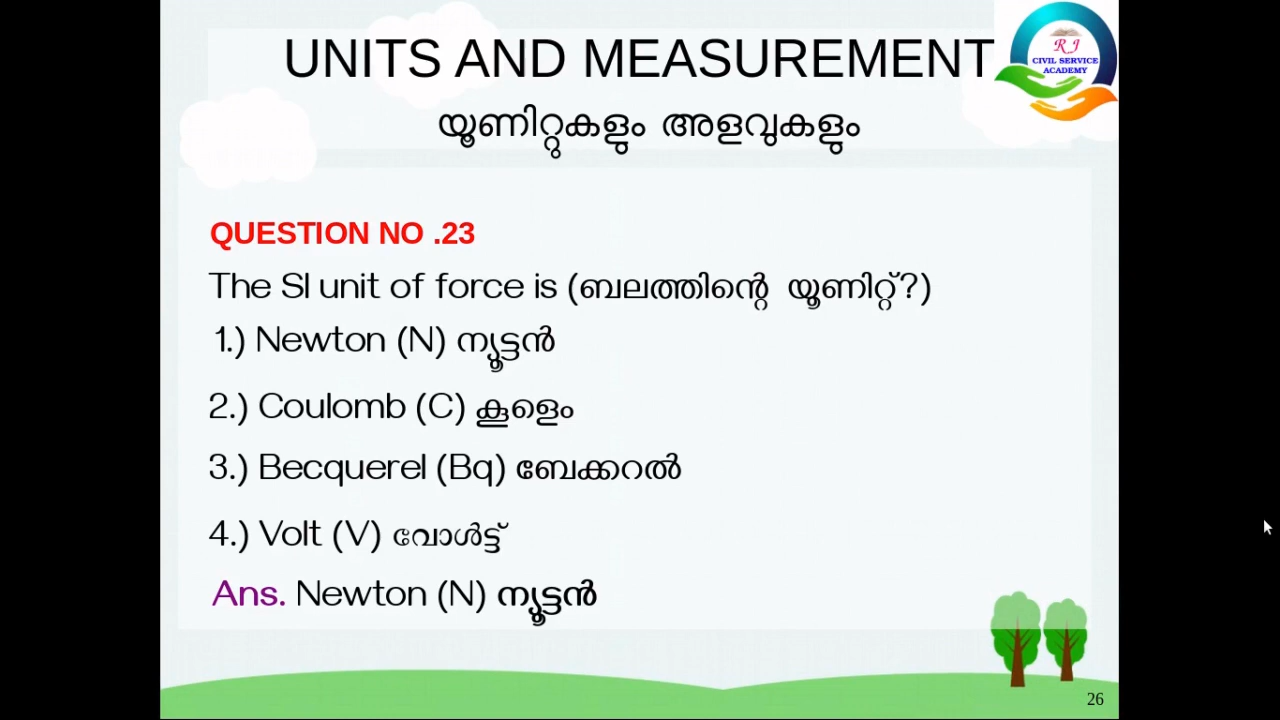 UNITS AND MEASUREMENT
യൂണിറ്റുകളും അളവുകളും
R J
CIVIL SERVICE
ACADEMY
QUESTION NO .23
The SI unit of force is (ബലത്തിന്റെ യൂണിറ്റ്?)
1.) Newton (N) ന്യൂട്ടൻ
2.) Coulomb (C) കൂളെം
3.) Becquerel (Bq) ബേക്കറൽ
4.) Volt (V) വോൾട്ട്
Ans. Newton (N) ന്യൂട്ടൻ
26